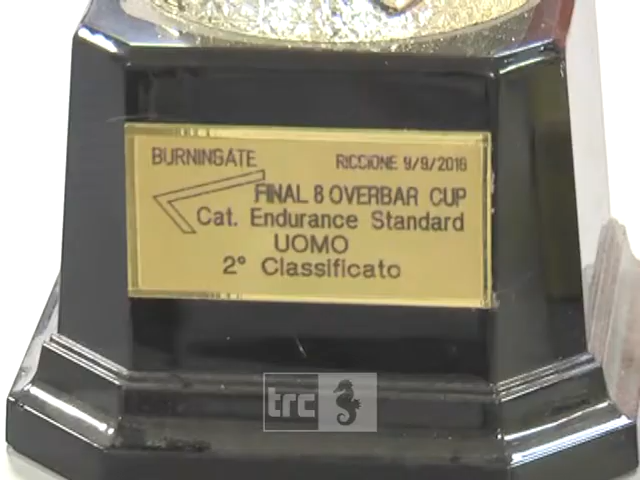 BURNINGATE RICCIONE 9/9/2016
FINAL 8 OVERBAR CUP
Cat. Endurance Standard
UOMO
2° Classificato
trc